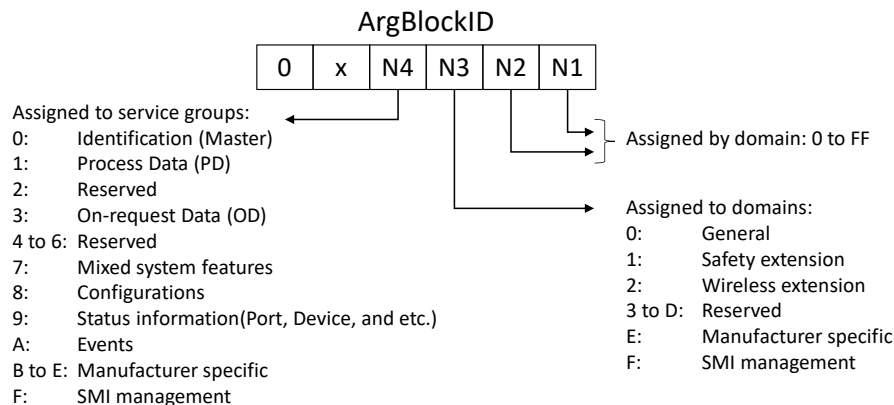 ArgBlockID
0 x N4 N3 N2 N1
Assigned to service groups:
0: Identification (Master)
1: Process Data (PD)
2: Reserved
3: On-request Data (OD)
4 to 6: Reserved
7: Mixed system features
8: Configurations
9: Status information(Port, Device, and etc.)
A: Events
B to E: Manufacturer specific
F: SMI management
Assigned by domain: 0 to FF
Assigned to domains:
0: General
1: Safety extension
2: Wireless extension
3 to D: Reserved
E: Manufacturer specific
F: SMI management